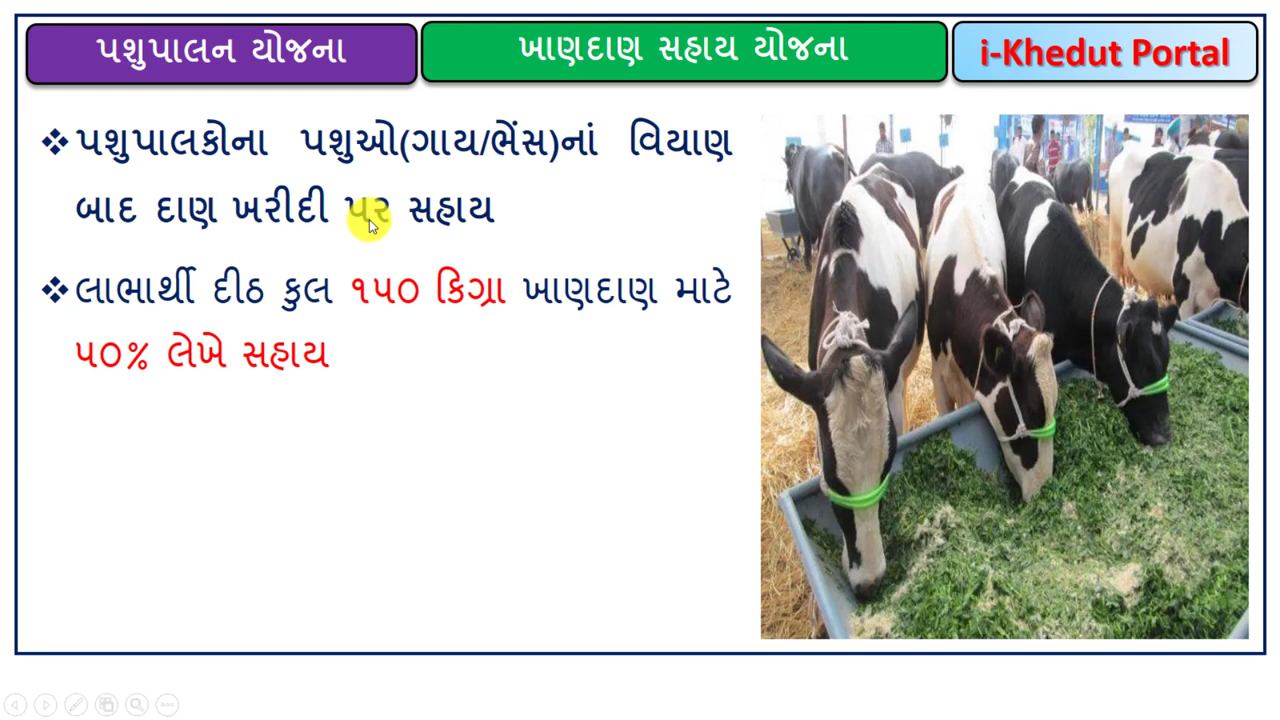 પશુપાલન યોજના
ખાણદાણ સહાય યોજના
i-Khedut Portal
❖પશુપાલકોના પશુઓ(ગાય/ભેંસ)નાં વિયાણ
બાદ દાણ ખરીદી પર સહાય
❖લાભાર્થી દીઠ કુલ ૧૫૦ કિગ્રા ખાણદાણ માટે
૫૦% લેખે સહાય